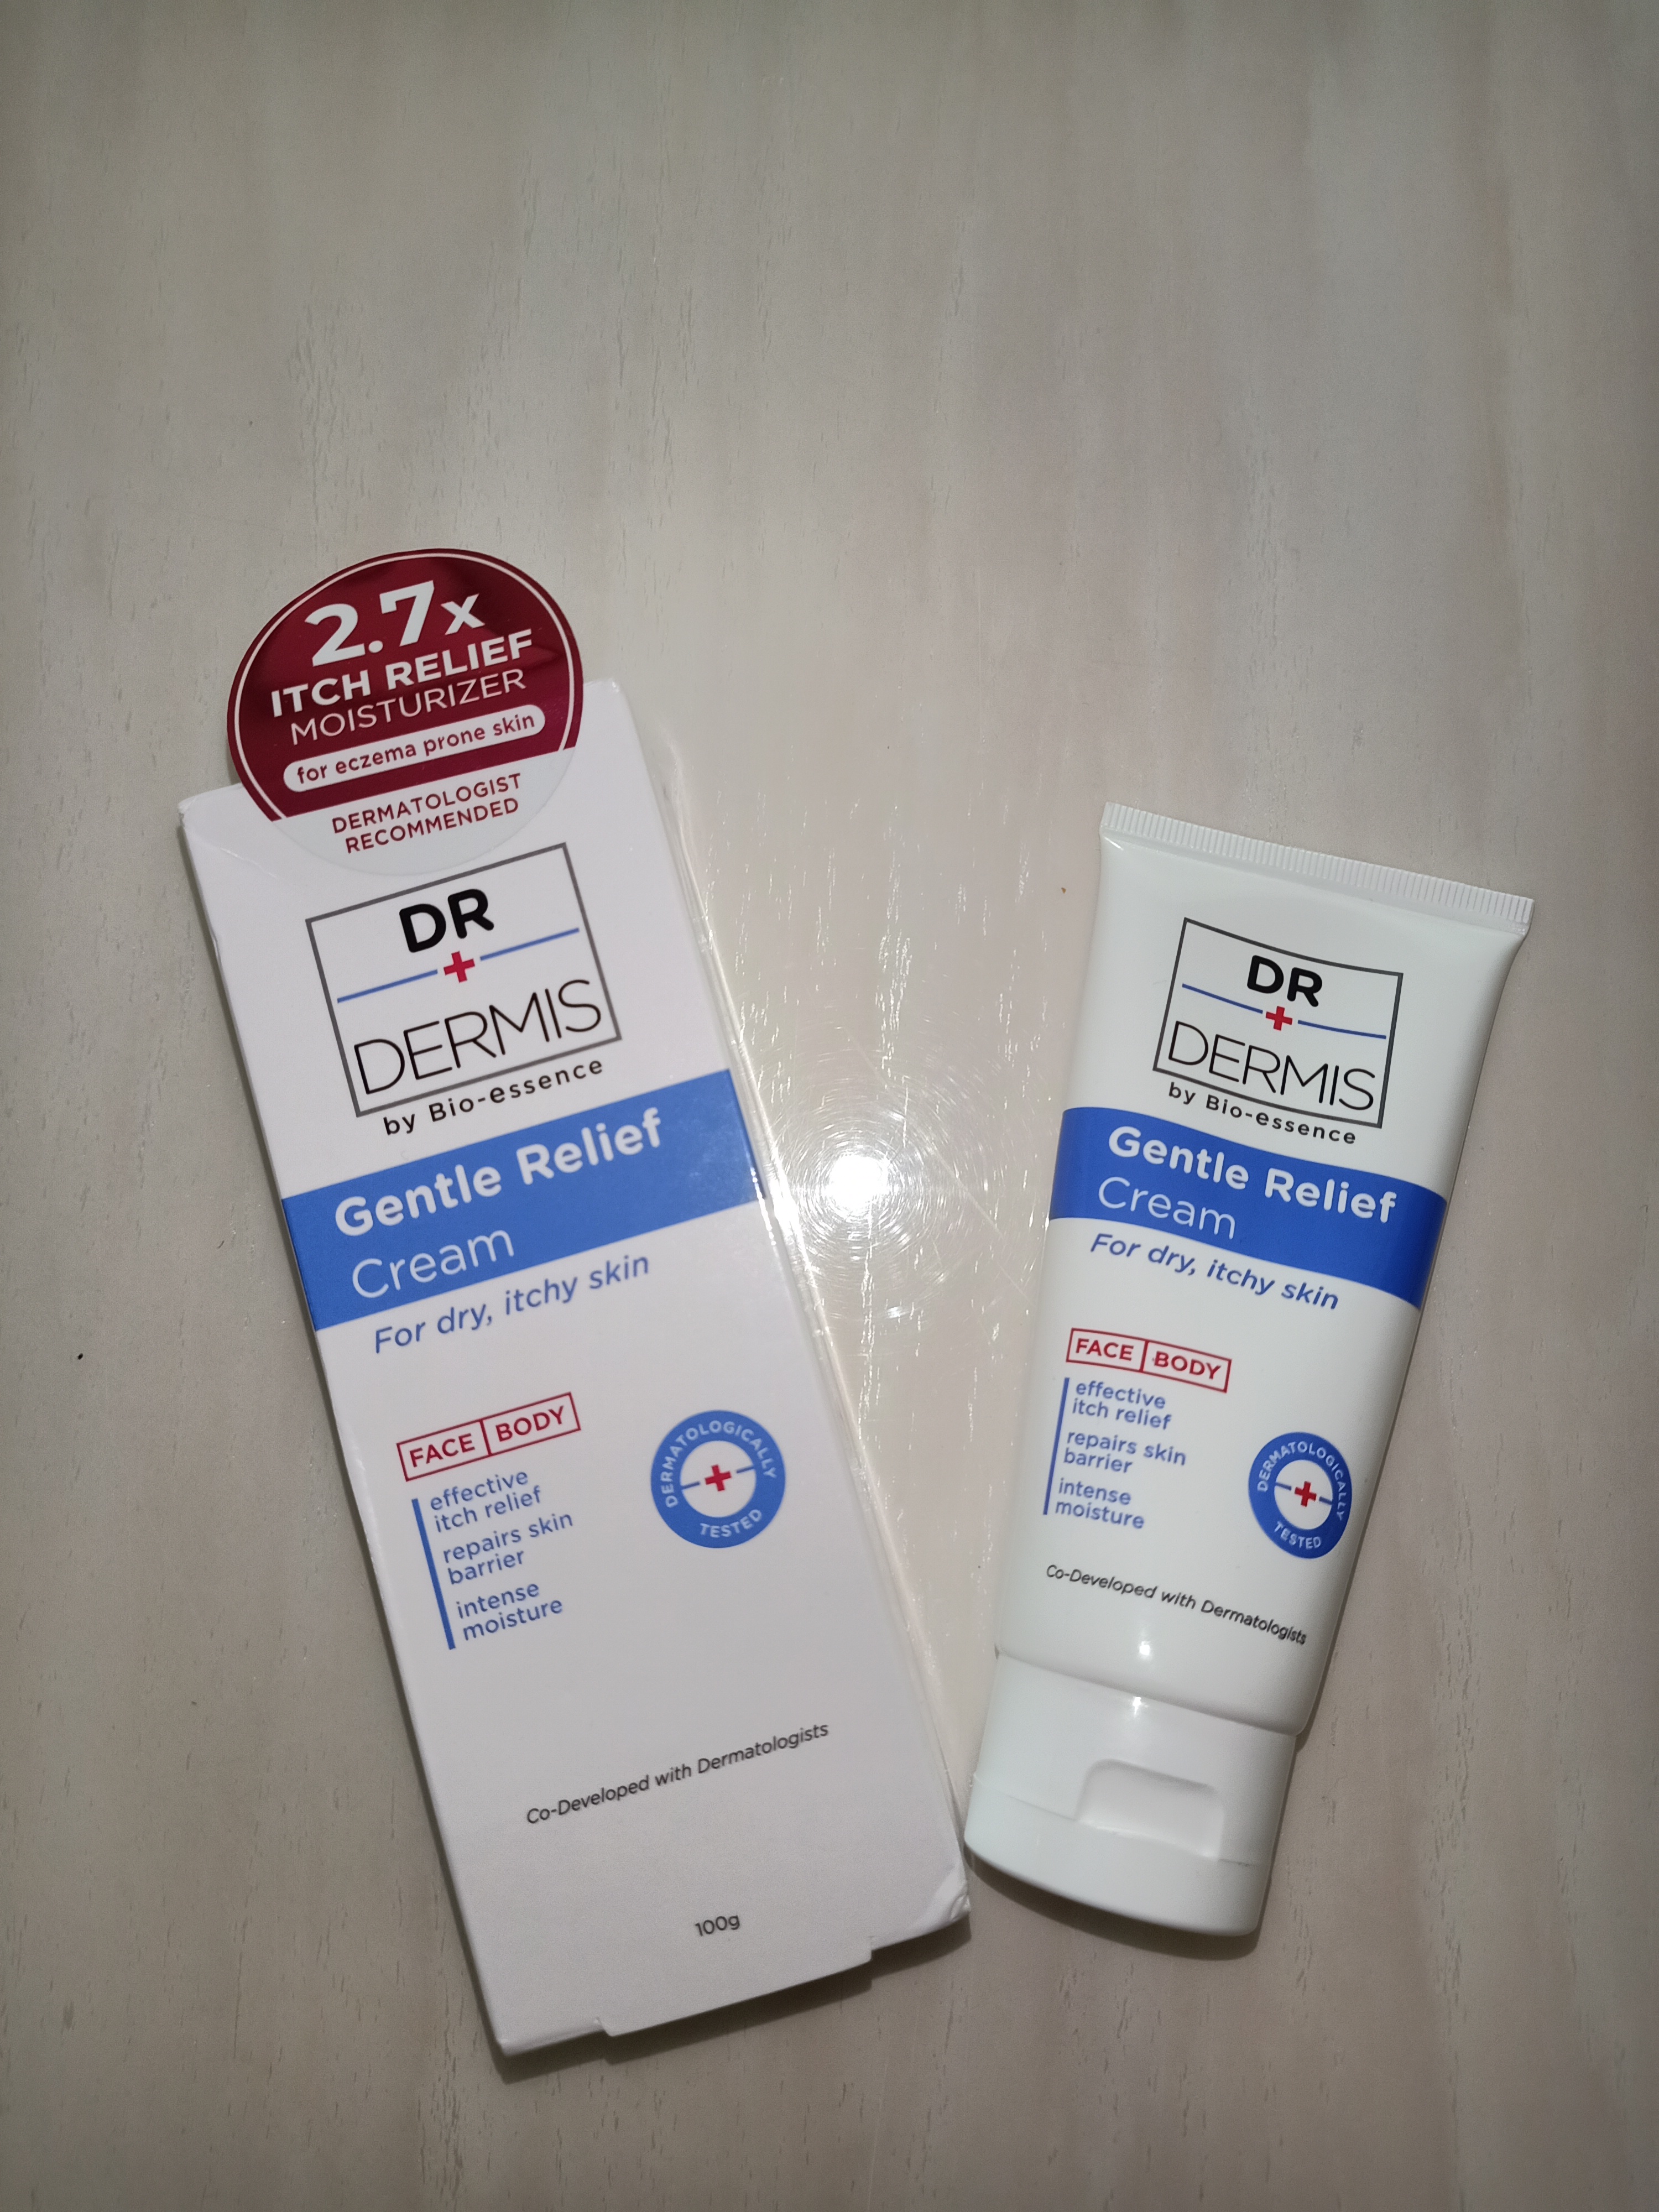 2.7x
ITCH RELIEF
MOISTURIZER
for eczema prone skin
DERMATOLOGIST
RECOMMENDED
DR
DERMIS
by Bio-essence
Gentle Relief
Cream
For dry, itchy skin
FACE BODY
effective
itch relief
repairs skin
barrier
intense
moisture
DERMATOLOGICALLY
TESTED
Co-Developed with Dermatologists
100g
DR
DERMIS
by Bio-essence
Gentle Relief
Cream
For dry, itchy skin
FACE BODY
effective
itch relief
repairs skin
barrier
intense
moisture
DERMATOLOGICALLY
TESTED
Co-Developed with Dermatologists